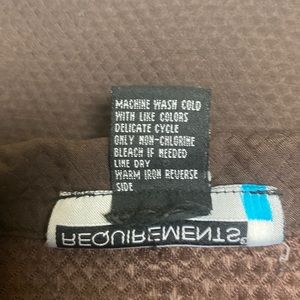 MACHINE WASH COLD
WITH LIKE COLORS
DELICATE CYCLE
ONLY NON-CHLORINE
BLEACH IF NEEDED
LINE DRY
WARM IRON REVERSE
SIDE
REQUIREMENTS